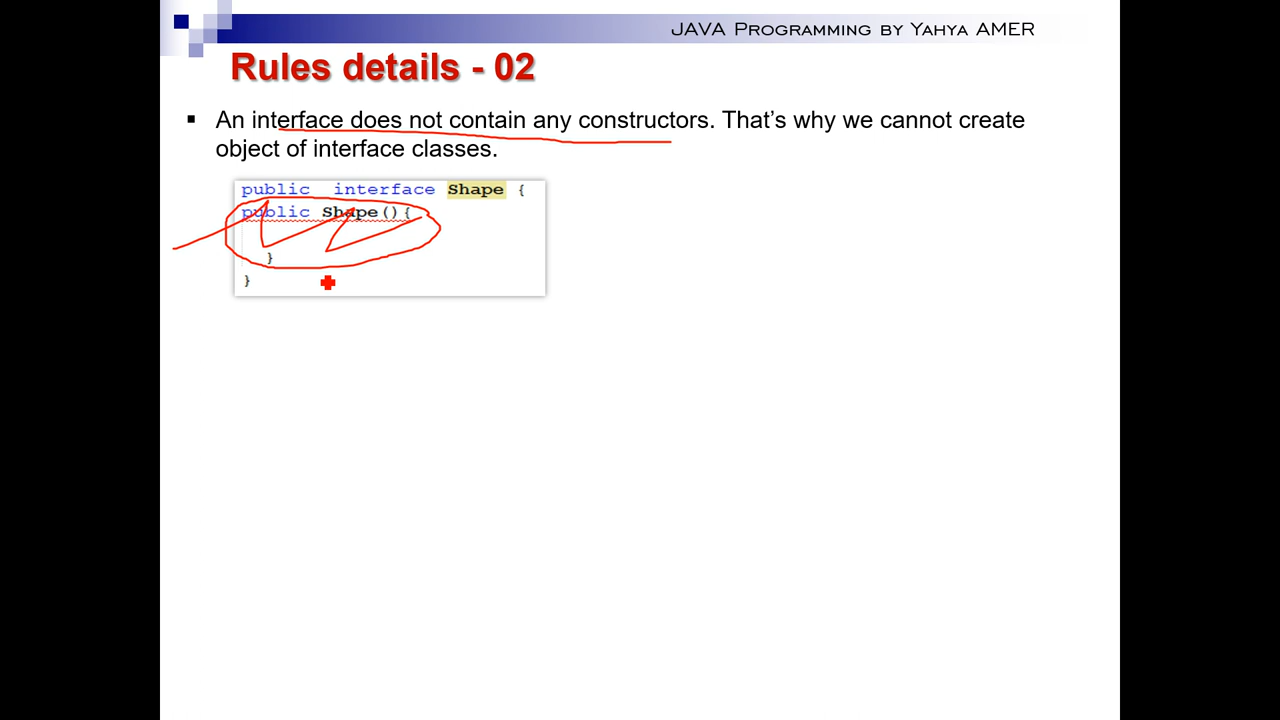 JAVA Programming by Yahya AMER
Rules details - 02
▪ An interface does not contain any constructors. That's why we cannot create
object of interface classes.
public interface Shape {
public Shape(){
}
}